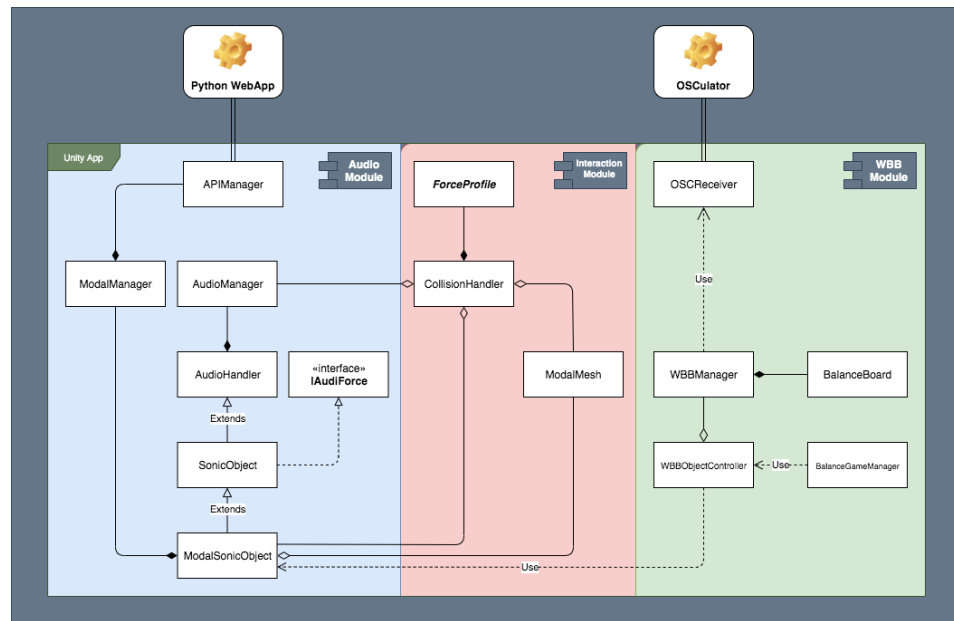 Python WebApp
OSCulator
Unity App
Audio
Module
Interaction
Module
WBB
Module
APIManager
ForceProfile
OSCReceiver
ModalManager
AudioManager
CollisionHandler
Use
AudioHandler
«interface»
IAudiForce
ModalMesh
WBBManager
BalanceBoard
Extends
SonicObject
WBBObjectController
Use
BalanceGameManager
Extends
ModalSonicObject
Use